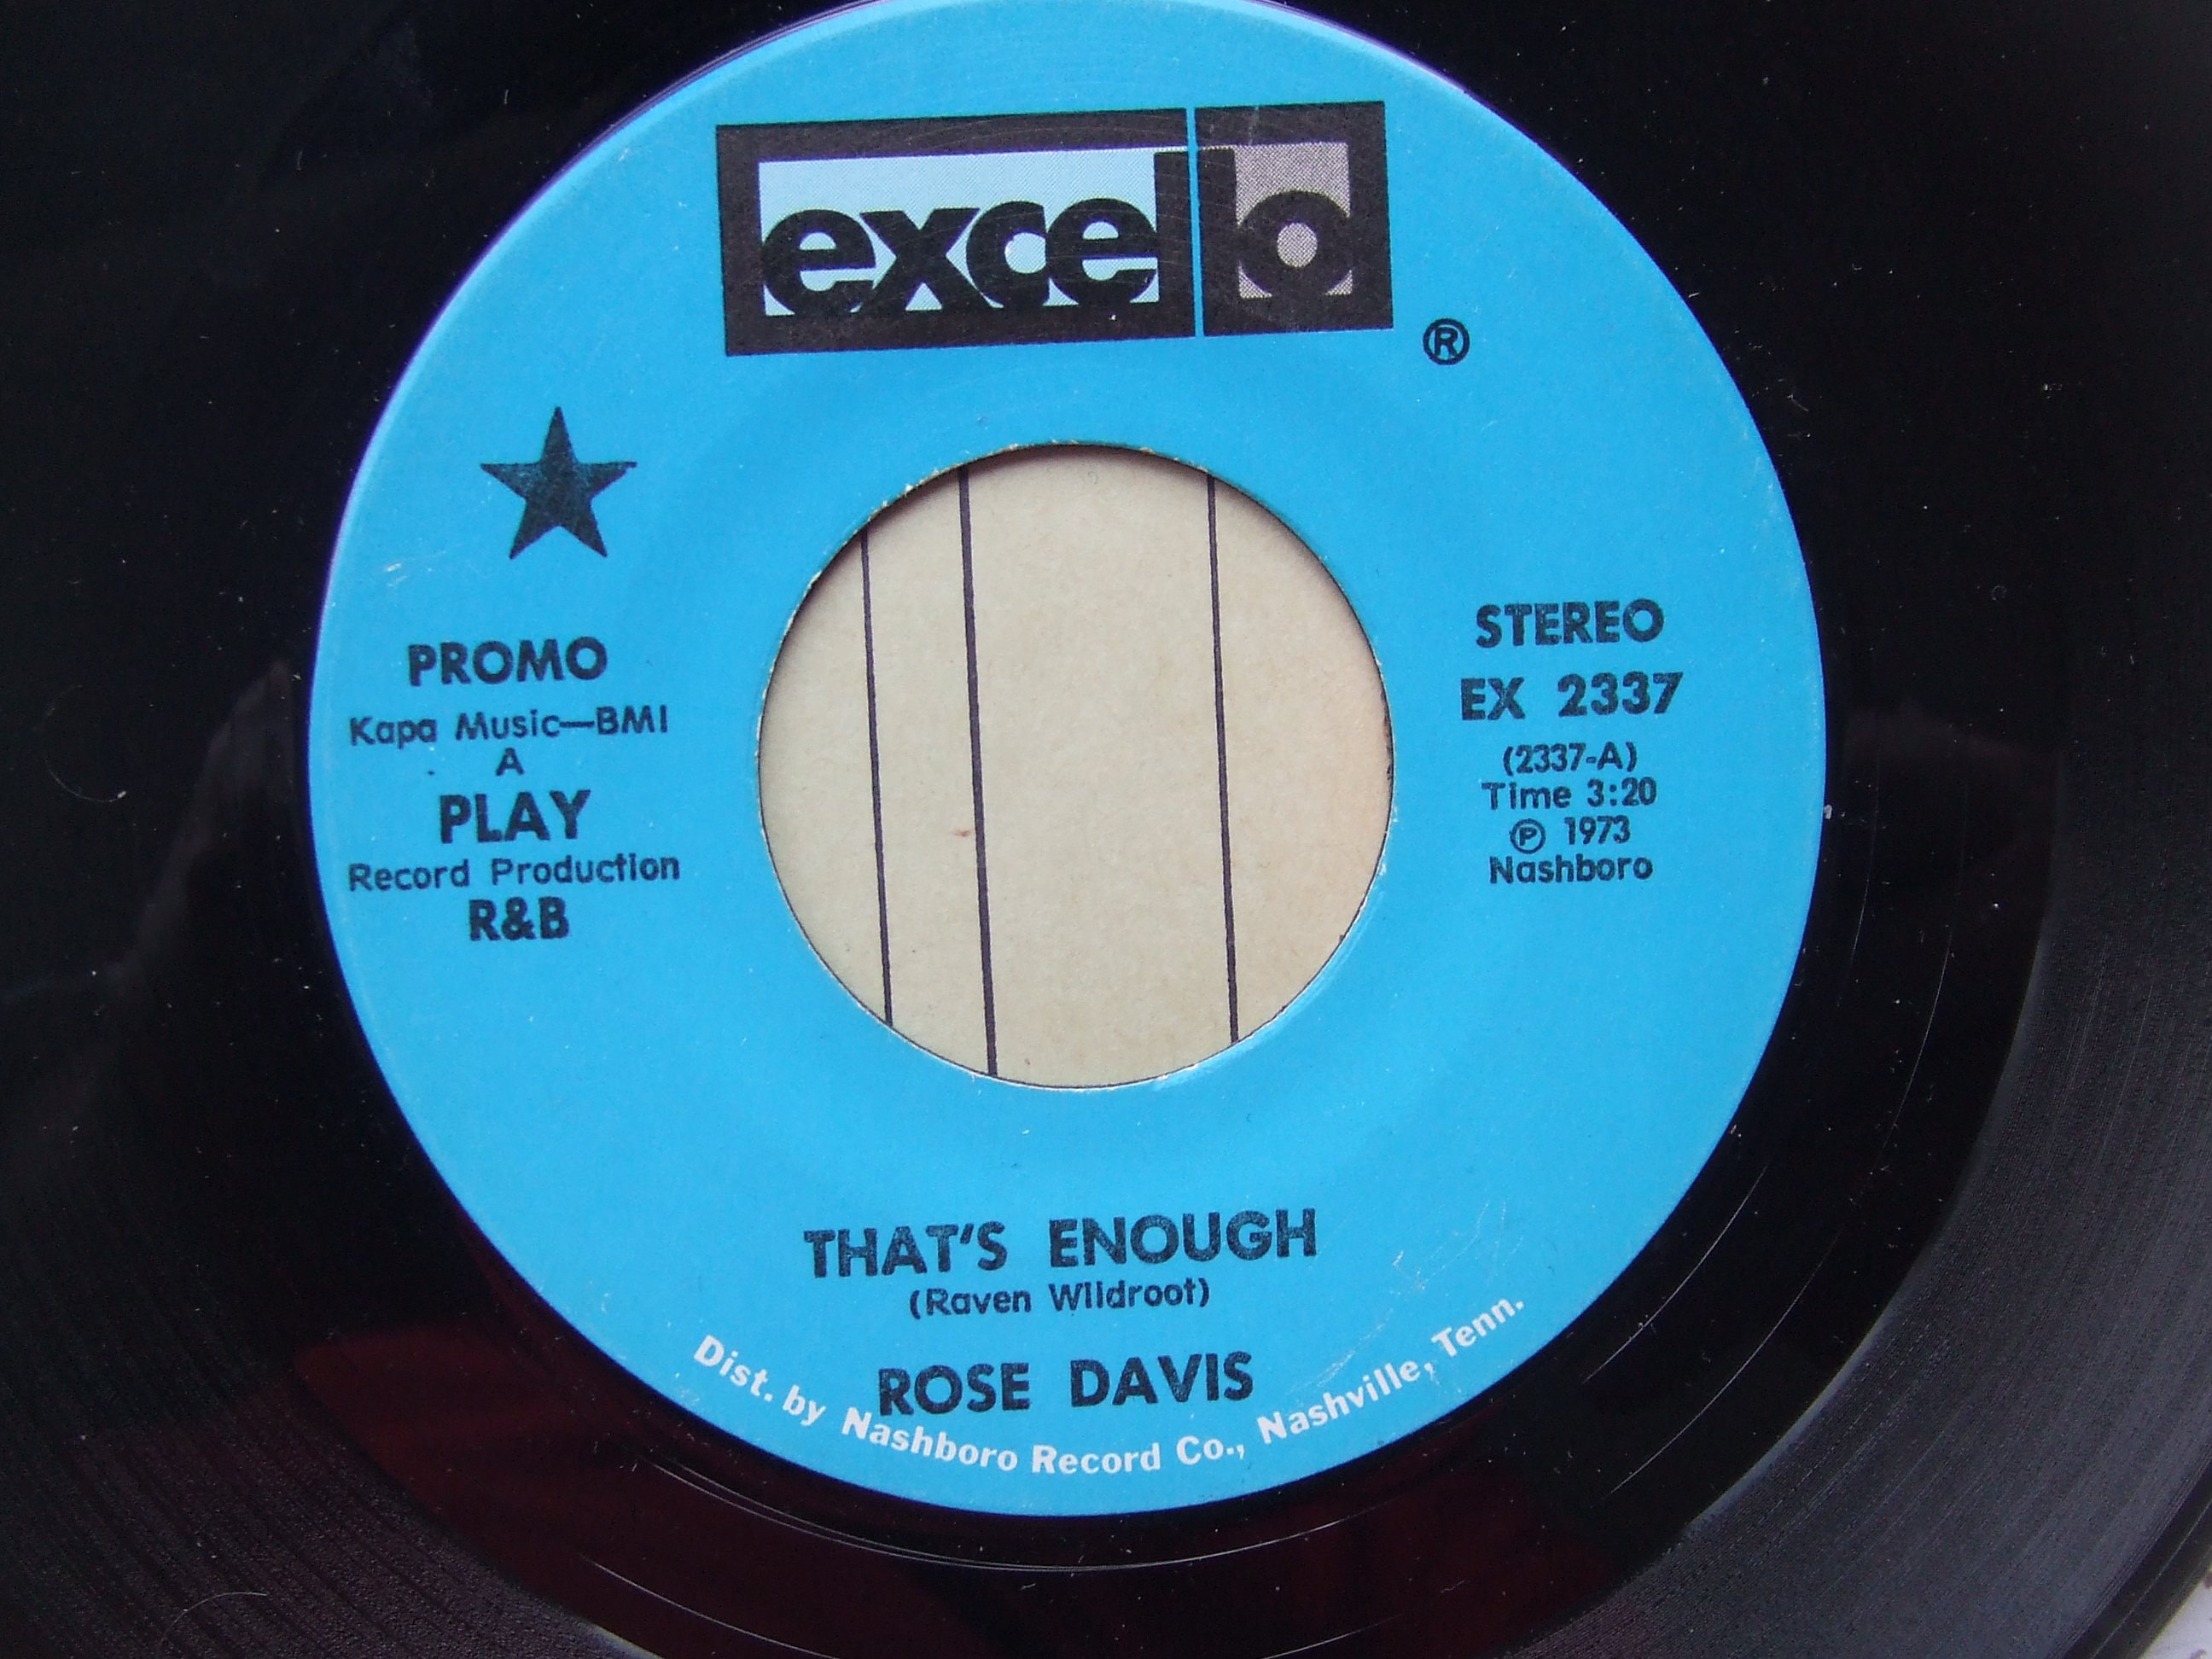 excello
®
PROMO
Kapa Music—BMI
A
PLAY
Record Production
R&B
STEREO
EX 2337
(2337-A)
Time 3:20
℗ 1973
Nashboro
THAT'S ENOUGH
(Raven Wildroot)
ROSE DAVIS
Dist. by Nashboro Record Co., Nashville, Tenn.